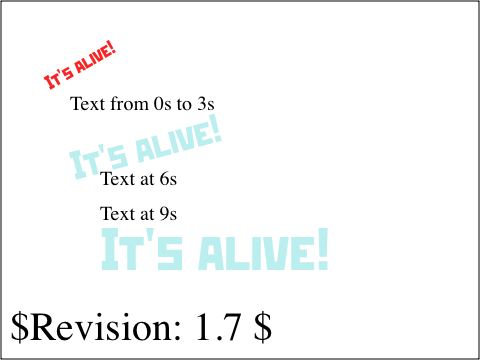 It's alive!
Text from 0s to 3s
It's alive!
Text at 6s
Text at 9s
It's alive!
$Revision: 1.7 $